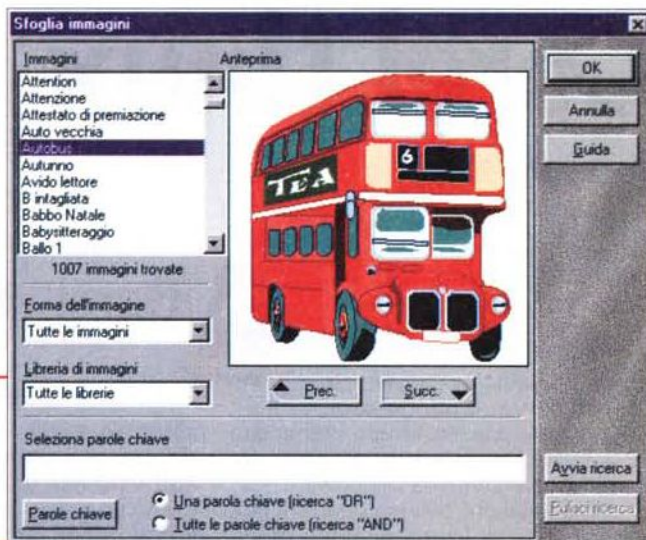 Sfoglia immagini
Immagini
Attention
Attenzione
Attestato di premiazione
Auto vecchia
Autobus
Autunno
Avido lettore
B intagliata
Babbo Natale
Babysitteraggio
Ballo 1
1007 immagini trovate
Forma dell'immagine
Tutte le immagini
Libreria di immagini
Tutte le librerie
Anteprima
6
TEA
Prec.
Succ.
OK
Annulla
Guida
Seleziona parole chiave
Parole chiave
Una parola chiave (ricerca "OR")
Tutte le parole chiave (ricerca "AND")
Avvia ricerca
Pulisci ricerca